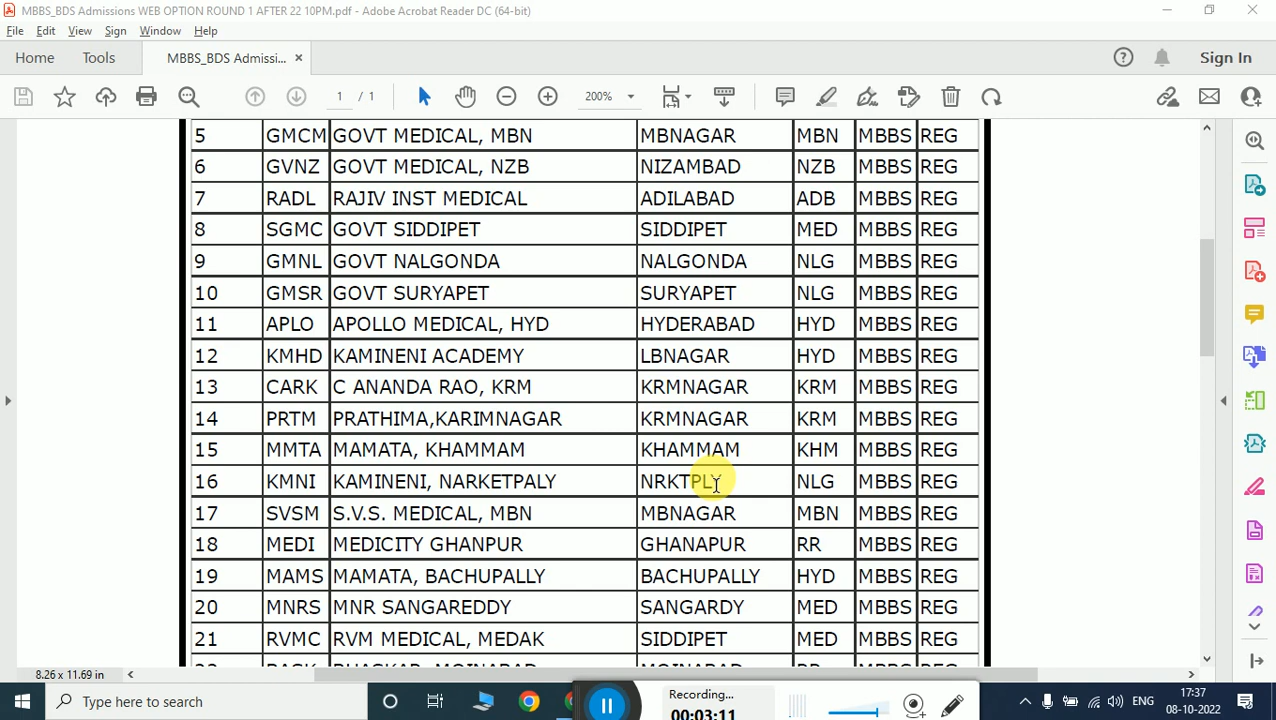 MBBS_BDS Admissions WEB OPTION ROUND 1 AFTER 22 10PM.pdf - Adobe Acrobat Reader DC (64-bit)
File Edit View Sign Window Help
Home Tools MBBS_BDS Admissi... × Sign In
1 / 1 200%
5 GMCM GOVT MEDICAL, MBN MBNAGAR MBN MBBS REG
6 GVNZ GOVT MEDICAL, NZB NIZAMBAD NZB MBBS REG
7 RADL RAJIV INST MEDICAL ADILABAD ADB MBBS REG
8 SGMC GOVT SIDDIPET SIDDIPET MED MBBS REG
9 GMNL GOVT NALGONDA NALGONDA NLG MBBS REG
10 GMSR GOVT SURYAPET SURYAPET NLG MBBS REG
11 APLO APOLLO MEDICAL, HYD HYDERABAD HYD MBBS REG
12 KMHD KAMINENI ACADEMY LBNAGAR HYD MBBS REG
13 CARK C ANANDA RAO, KRM KRMNAGAR KRM MBBS REG
14 PRTM PRATHIMA,KARIMNAGAR KRMNAGAR KRM MBBS REG
15 MMTA MAMATA, KHAMMAM KHAMMAM KHM MBBS REG
16 KMNI KAMINENI, NARKETPALY NRKTPLY NLG MBBS REG
17 SVSM S.V.S. MEDICAL, MBN MBNAGAR MBN MBBS REG
18 MEDI MEDICITY GHANPUR GHANAPUR RR MBBS REG
19 MAMS MAMATA, BACHUPALLY BACHUPALLY HYD MBBS REG
20 MNRS MNR SANGAREDDY SANGARDY MED MBBS REG
21 RVMC RVM MEDICAL, MEDAK SIDDIPET MED MBBS REG
8.26 x 11.69 in
Type here to search
Recording...
00:03:11
ENG
17:37
08-10-2022